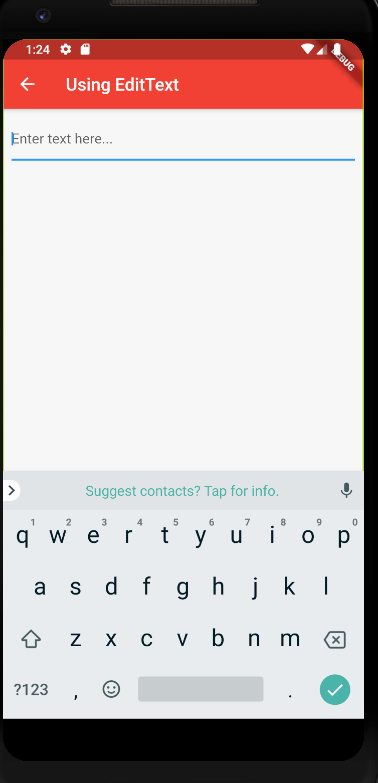 1:24
DEBUG
Using EditText
Enter text here...
Suggest contacts? Tap for info.
1 2 3 4 5 6 7 8 9 0
q w e r t y u i o p
a s d f g h j k l
z x c v b n m
?123 , .